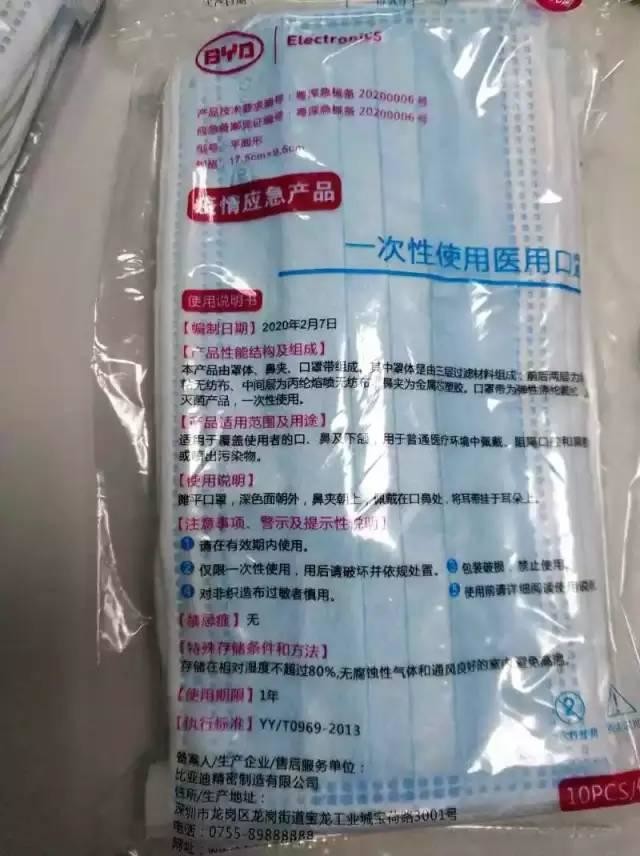 BYD Electronics
产品技术要求编号：粤深急械备 20200006 号
应急备案凭证编号：粤深急械备 20200006 号
型号：平面形
规格：17.5cm×9.5cm
疫情应急产品
一次性使用医用口
使用说明书
【编制日期】2020年2月7日
【产品性能结构及组成】
本产品由罩体、鼻夹、口罩带组成。其中罩体是由三层过滤材料组成：前后两层为
粘无纺布、中间层为丙纶熔喷无纺布，鼻夹为金属芯塑胶。口罩带为弹性涤纶
灭菌产品，一次性使用。
【产品适用范围及用途】
适用于覆盖使用者的口、鼻及下颌，用于普通医疗环境中佩戴、阻隔口腔和鼻
或喷出污染物。
【使用说明】
口罩，深色面朝外，鼻夹朝上，佩戴在口鼻处，将耳带挂于耳朵上。
【注意事项、警示及提示性说明】
1 请在有效期内使用。
2 仅限一次性使用，用后请破坏并依规处置。 3 包装破损，禁止使用。
4 对非织造布过敏者慎用。 5 使用前请详细阅读使用说
【禁忌症】无
【特殊存储条件和方法】
存储在相对湿度不超过80%,无腐蚀性气体和通风良好的室内,避免高温。
【使用期限】1年
【执行标准】YY/T0969-2013
备案人/生产企业/售后服务单位：
比亚迪精密制造有限公司
住所/生产地址：
深圳市龙岗区龙岗街道宝龙工业城宝荷路3001号
电话：0755-89888888
网址：
10PCS/